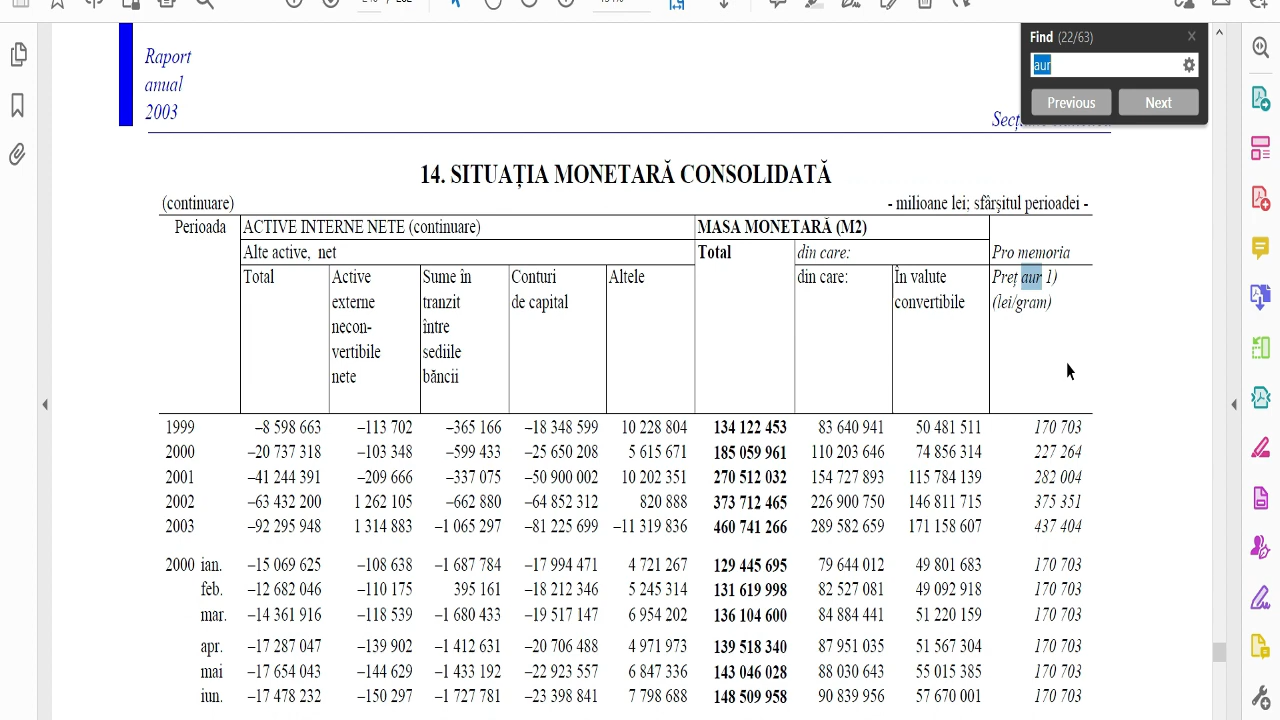 Raport
anual
2003
Find (22/63)
aur
Previous Next
14. SITUAȚIA MONETARĂ CONSOLIDATĂ
(continuare) - milioane lei; sfârșitul perioadei -
Perioada ACTIVE INTERNE NETE (continuare) MASA MONETARĂ (M2)
Alte active, net Total din care: Pro memoria
Total Active Sume în Conturi Altele din care: În valute Preț aur 1)
externe tranzit de capital convertibile (lei/gram)
necon- între
vertibile sediile
nete băncii
1999 –8 598 663 –113 702 –365 166 –18 348 599 10 228 804 134 122 453 83 640 941 50 481 511 170 703
2000 –20 737 318 –103 348 –599 433 –25 650 208 5 615 671 185 059 961 110 203 646 74 856 314 227 264
2001 –41 244 391 –209 666 –337 075 –50 900 002 10 202 351 270 512 032 154 727 893 115 784 139 282 004
2002 –63 432 200 1 262 105 –662 880 –64 852 312 820 888 373 712 465 226 900 750 146 811 715 375 351
2003 –92 295 948 1 314 883 –1 065 297 –81 225 699 –11 319 836 460 741 266 289 582 659 171 158 607 437 404
2000 ian. –15 069 625 –108 638 –1 687 784 –17 994 471 4 721 267 129 445 695 79 644 012 49 801 683 170 703
feb. –12 682 046 –110 175 395 161 –18 212 346 5 245 314 131 619 998 82 527 081 49 092 918 170 703
mar. –14 361 916 –118 539 –1 680 433 –19 517 147 6 954 202 136 104 600 84 884 441 51 220 159 170 703
apr. –17 287 047 –139 902 –1 412 631 –20 706 488 4 971 973 139 518 340 87 951 035 51 567 304 170 703
mai –17 654 043 –144 629 –1 433 192 –22 923 557 6 847 336 143 046 028 88 030 643 55 015 385 170 703
iun. –17 478 232 –150 297 –1 727 781 –23 398 841 7 798 688 148 509 958 90 839 956 57 670 001 170 703